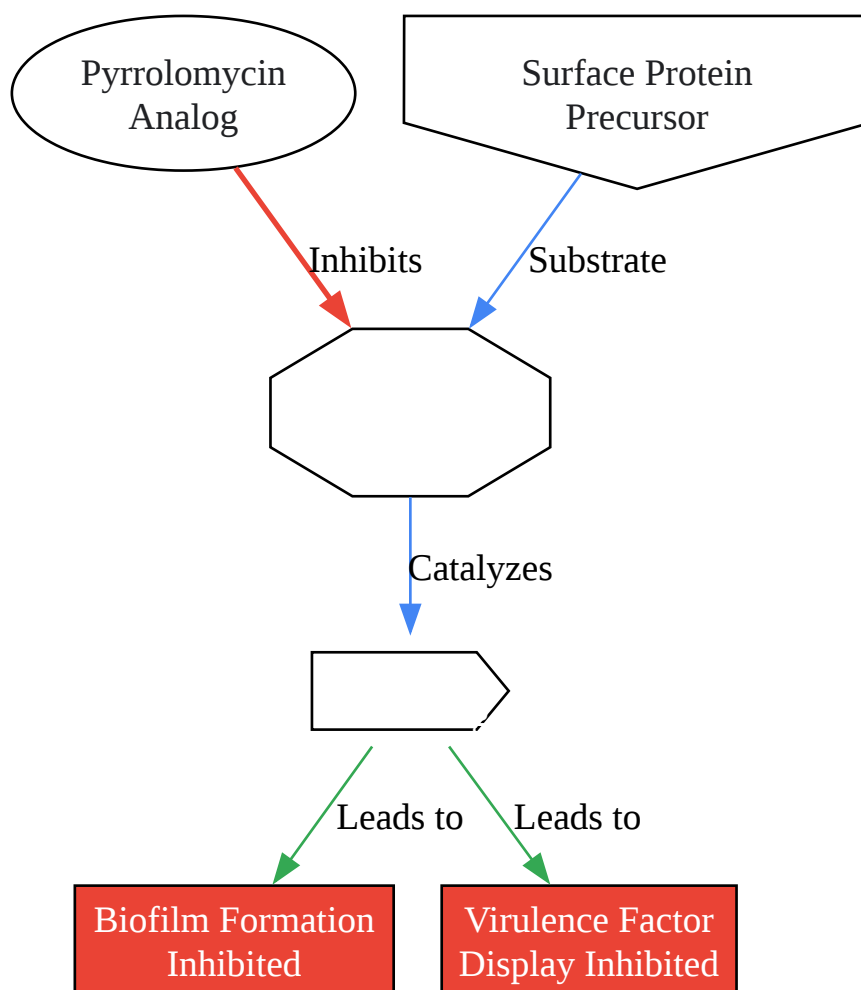 Pyrrolomycin
Analog
Surface Protein
Precursor
Inhibits
Substrate
Catalyzes
Leads to
Leads to
Biofilm Formation
Inhibited
Virulence Factor
Display Inhibited